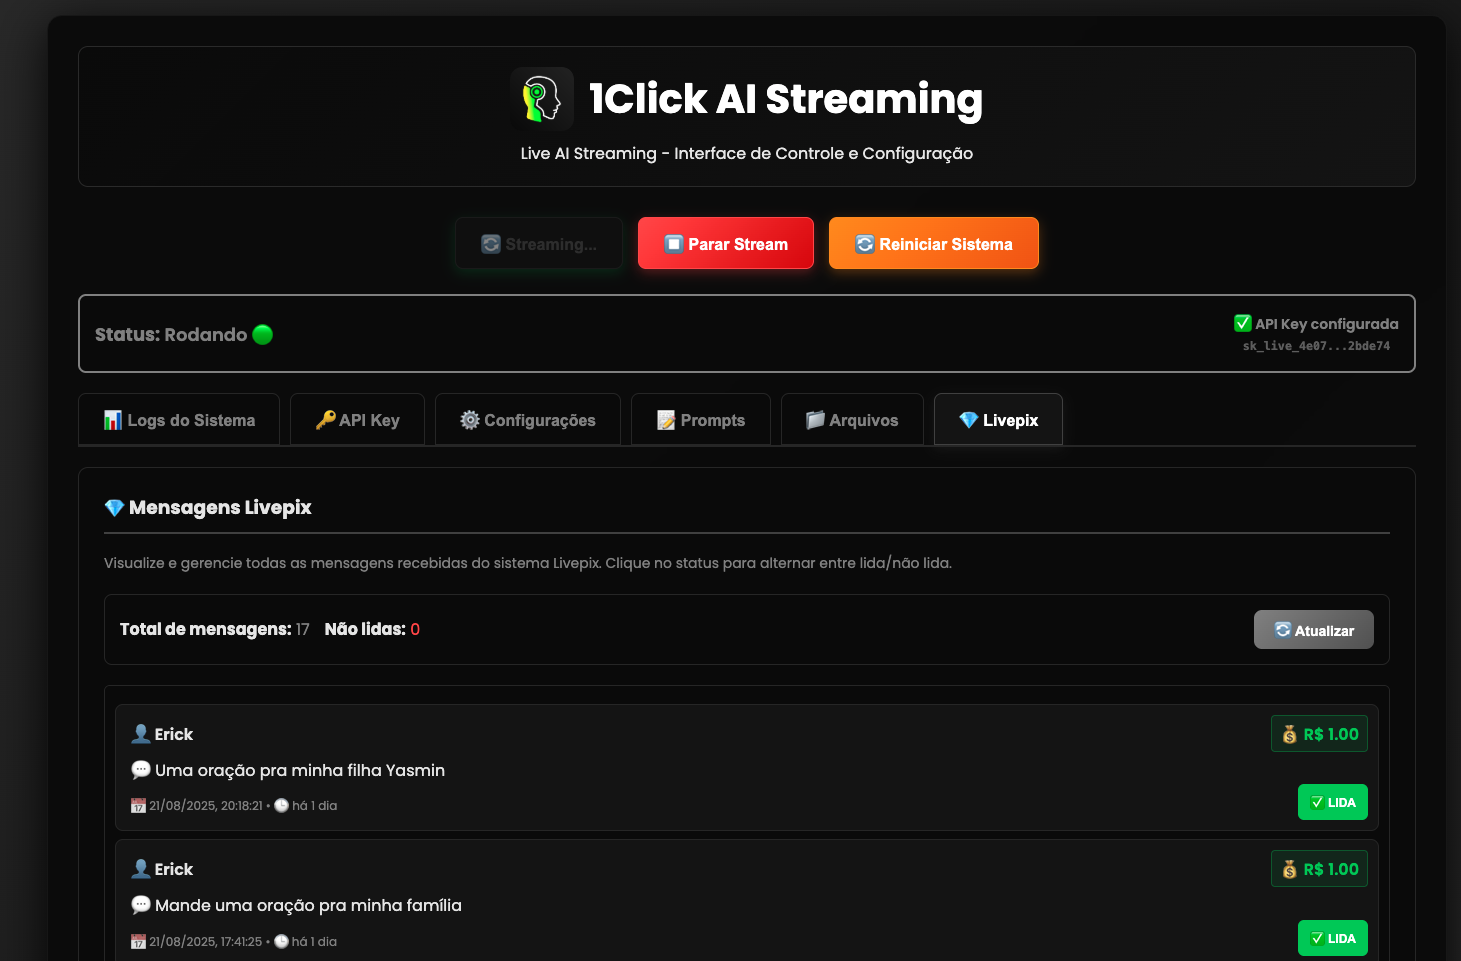 1Click AI Streaming
Live AI Streaming - Interface de Controle e Configuração
Streaming...
Parar Stream
Reiniciar Sistema
Status: Rodando
API Key configurada
sk_live_4e07...2bde74
Logs do Sistema
API Key
Configurações
Prompts
Arquivos
Livepix
Mensagens Livepix
Visualize e gerencie todas as mensagens recebidas do sistema Livepix. Clique no status para alternar entre lida/não lida.
Total de mensagens: 17 Não lidas: 0
Atualizar
Erick
R$ 1.00
Uma oração pra minha filha Yasmin
21/08/2025, 20:18:21 • há 1 dia
LIDA
Erick
R$ 1.00
Mande uma oração pra minha família
21/08/2025, 17:41:25 • há 1 dia
LIDA